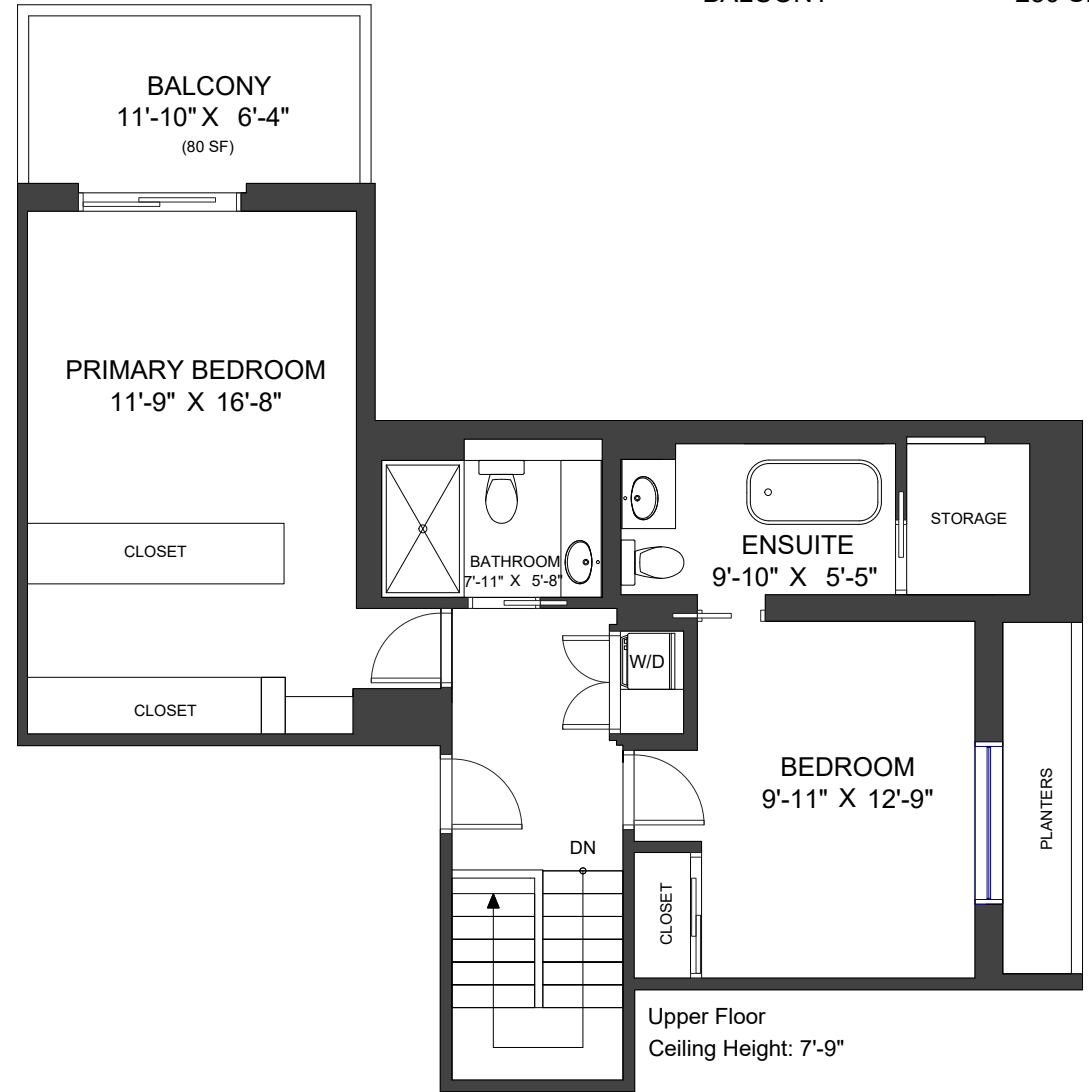 BALCONY
11'-10" X 6'-4"
(80 SF)
PRIMARY BEDROOM
11'-9" X 16'-8"
CLOSET
CLOSET
BATHROOM
7'-11" X 5'-8"
ENSUITE
9'-10" X 5'-5"
STORAGE
W/D
BEDROOM
9'-11" X 12'-9"
PLANTERS
DN
CLOSET
Upper Floor
Ceiling Height: 7'-9"